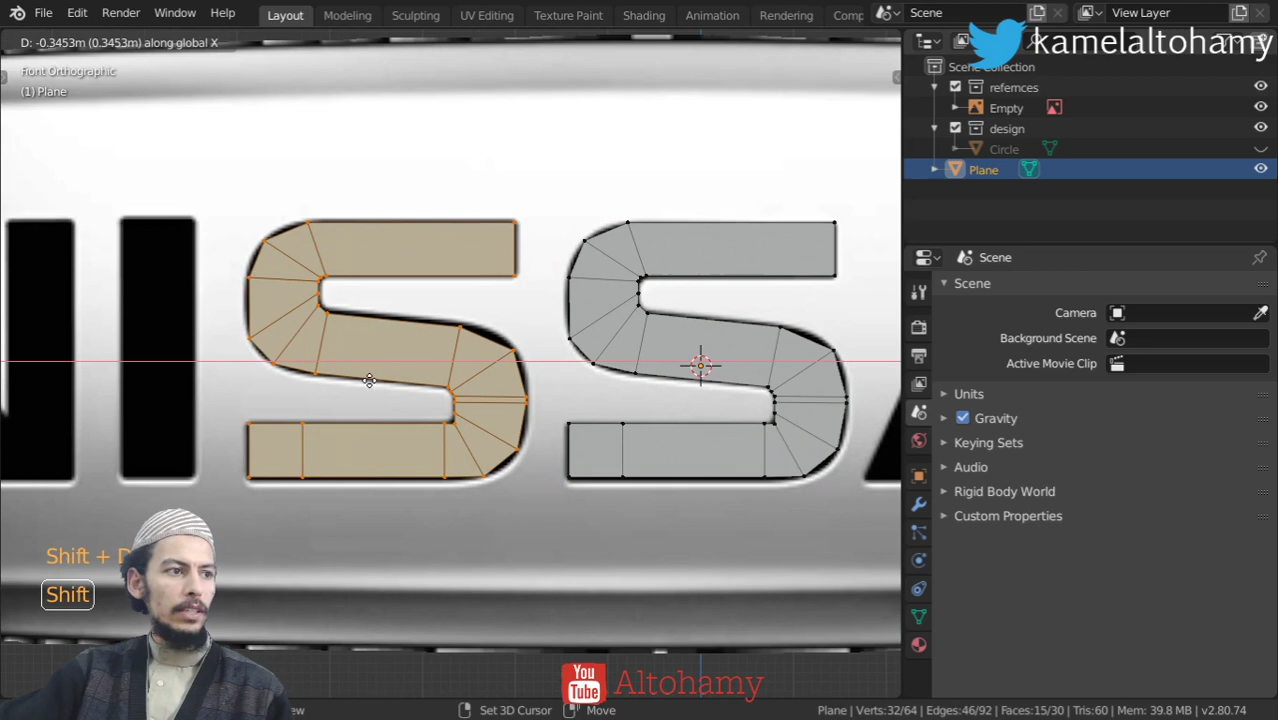 File Edit Render Window Help Layout Modeling Sculpting UV Editing Texture Paint Shading Animation Rendering Comp Scene View Layer
D: -0.3453m (0.3453m) along global X
kamelaltohamy
Front Orthographic
(1) Plane
Scene Collection
refernces
Empty
design
Circle
Plane
ISS
Scene
Scene
Camera
Background Scene
Active Movie Clip
Units
Gravity
Keying Sets
Audio
Rigid Body World
Custom Properties
Shift + D
Shift
You Tube Altohamy
Set 3D Cursor Move Plane | Verts:32/64 | Edges:46/92 | Faces:15/30 | Tris:60 | Mem: 39.8 MB | v2.80.74